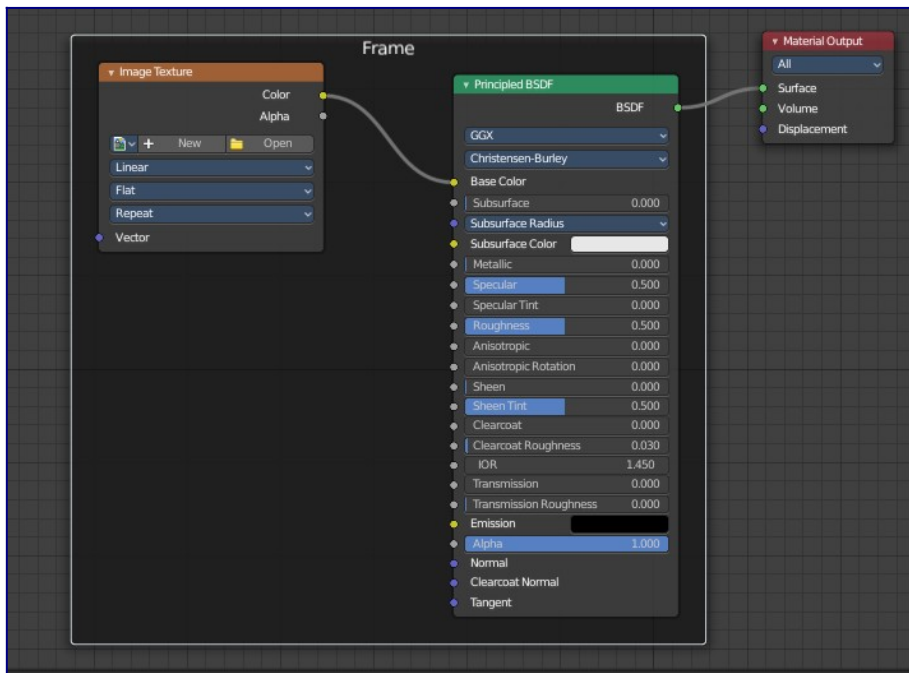 Frame
Image Texture
Color
Alpha
New Open
Linear
Flat
Repeat
Vector
Principled BSDF
BSDF
GGX
Christensen-Burley
Base Color
Subsurface 0.000
Subsurface Radius
Subsurface Color
Metallic 0.000
Specular 0.500
Specular Tint 0.000
Roughness 0.500
Anisotropic 0.000
Anisotropic Rotation 0.000
Sheen 0.000
Sheen Tint 0.500
Clearcoat 0.000
Clearcoat Roughness 0.030
IOR 1.450
Transmission 0.000
Transmission Roughness 0.000
Emission
Alpha 1.000
Normal
Clearcoat Normal
Tangent
Material Output
All
Surface
Volume
Displacement